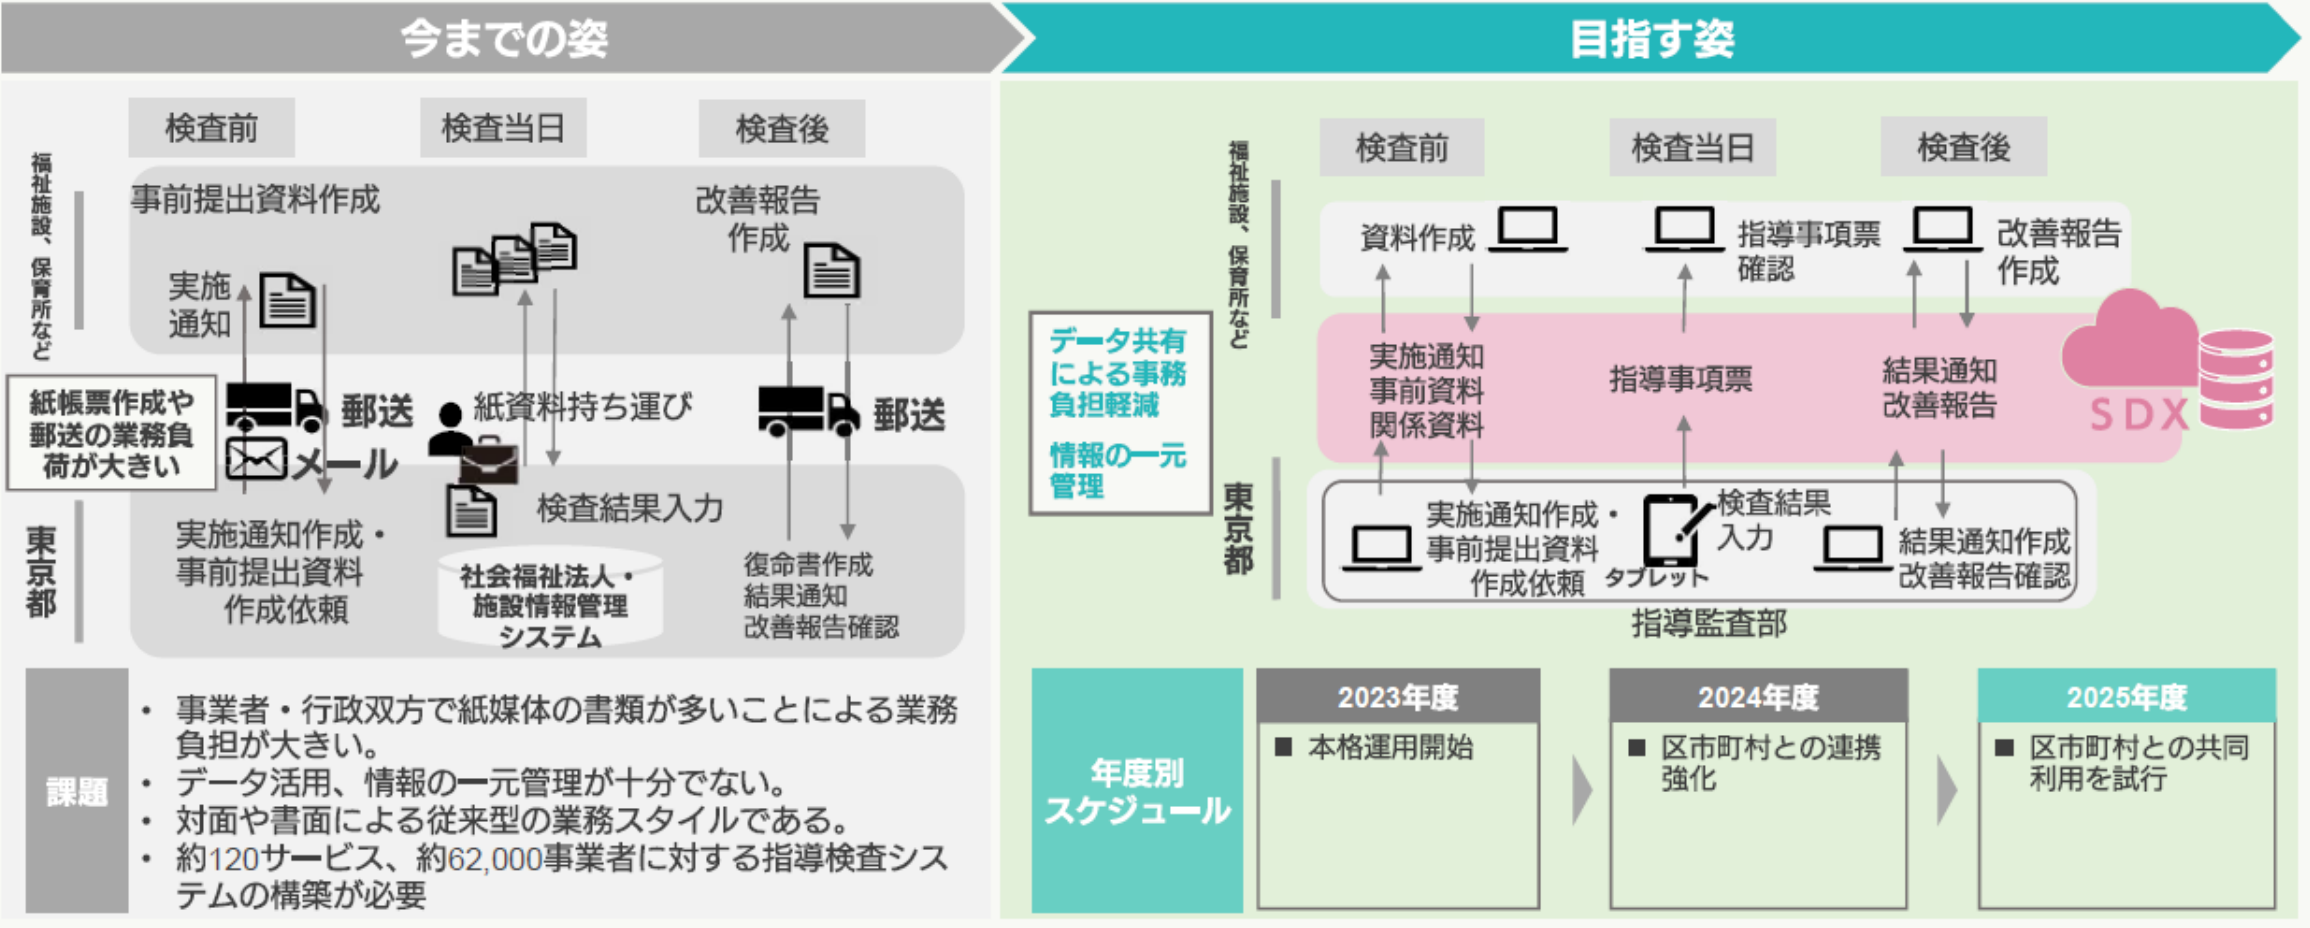 今までの姿
検査前
検査当日
検査後
福祉施設、保育所など
事前提出資料作成
実施
通知
改善報告
作成
紙帳票作成や
郵送の業務負
荷が大きい
郵送
メール
紙資料持ち運び
郵送
東京都
実施通知作成・
事前提出資料
作成依頼
検査結果入力
社会福祉法人・
施設情報管理
システム
復命書作成
結果通知
改善報告確認
課題
・ 事業者・行政双方で紙媒体の書類が多いことによる業務
負担が大きい。
・ データ活用、情報の一元管理が十分でない。
・ 対面や書面による従来型の業務スタイルである。
・ 約120サービス、約62,000事業者に対する指導検査シス
テムの構築が必要
目指す姿
検査前
検査当日
検査後
福祉施設、保育所など
資料作成
指導事項票
確認
改善報告
作成
データ共有
による事務
負担軽減
情報の一元
管理
実施通知
事前資料
関係資料
指導事項票
結果通知
改善報告
SDX
東京都
実施通知作成・
事前提出資料
作成依頼
タブレット
検査結果
入力
結果通知作成
改善報告確認
指導監査部
年度別
スケジュール
2023年度
■ 本格運用開始
2024年度
■ 区市町村との連携
強化
2025年度
■ 区市町村との共同
利用を試行